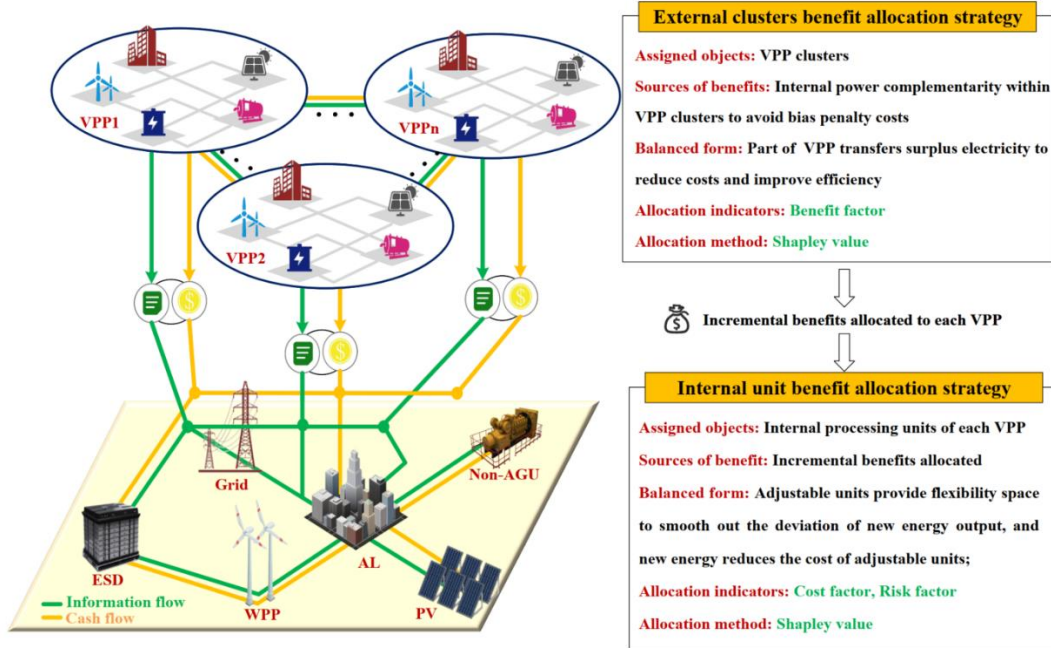 VPP1
VPPn
VPP2
Grid
Non-AGU
AL
ESD
WPP
PV
Information flow
Cash flow
External clusters benefit allocation strategy
Assigned objects: VPP clusters
Sources of benefits: Internal power complementarity within
VPP clusters to avoid bias penalty costs
Balanced form: Part of VPP transfers surplus electricity to
reduce costs and improve efficiency
Allocation indicators: Benefit factor
Allocation method: Shapley value
Incremental benefits allocated to each VPP
Internal unit benefit allocation strategy
Assigned objects: Internal processing units of each VPP
Sources of benefit: Incremental benefits allocated
Balanced form: Adjustable units provide flexibility space
to smooth out the deviation of new energy output, and
new energy reduces the cost of adjustable units;
Allocation indicators: Cost factor, Risk factor
Allocation method: Shapley value